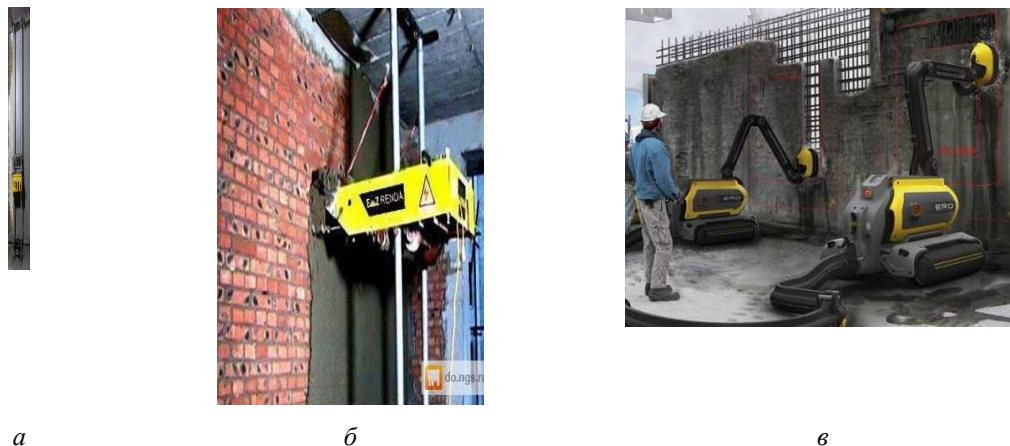 E&Z RENDA
do.ngs.r
ERO
а
б
в